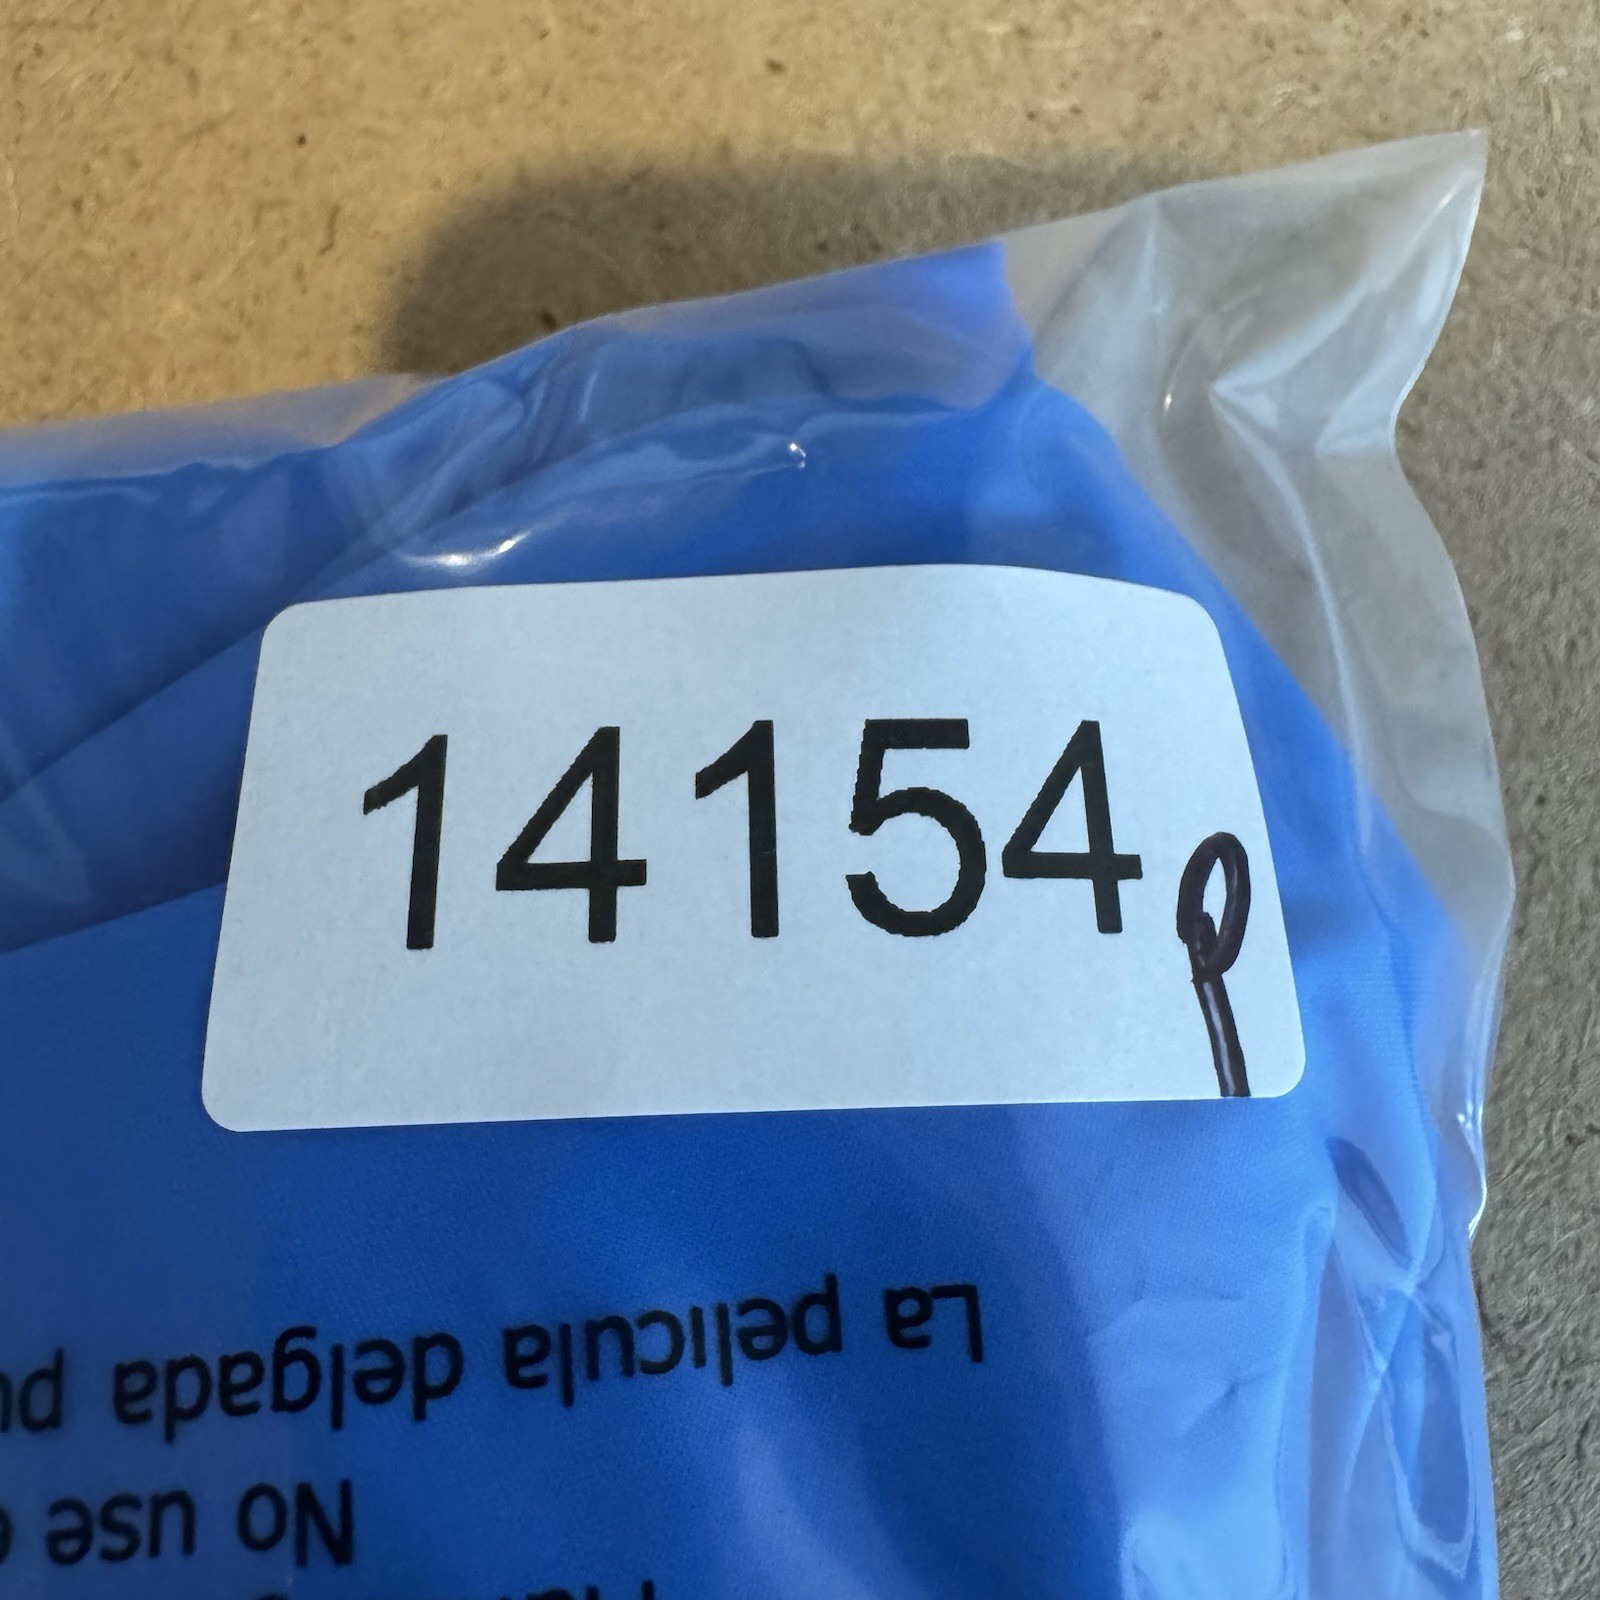 14154
La pelicula delgada pu
No use e